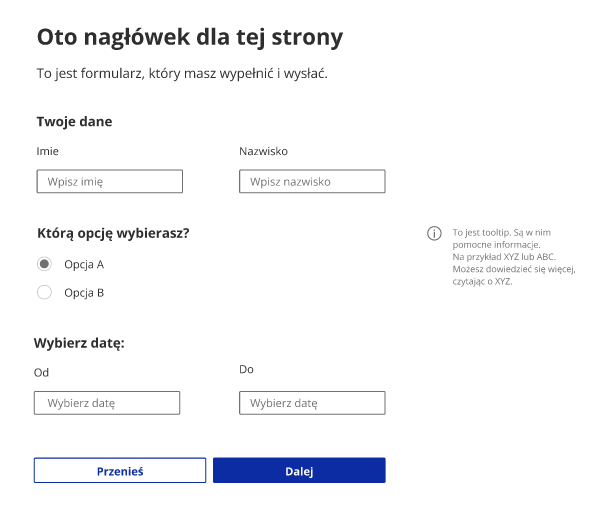 Oto nagłówek dla tej strony
To jest formularz, który masz wypełnić i wysłać.
Twoje dane
Imie
Nazwisko
Wpisz imię
Wpisz nazwisko
Którą opcję wybierasz?
Opcja A
Opcja B
To jest tooltip. Są w nim
pomocne informacje.
Na przykład XYZ lub ABC.
Możesz dowiedzieć się więcej,
czytając o XYZ.
Wybierz datę:
Od
Do
Wybierz datę
Wybierz datę
Przenieś
Dalej